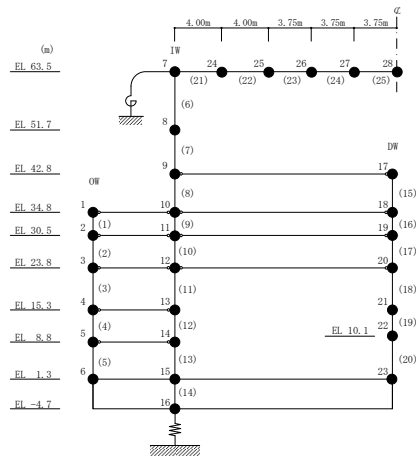 ℄
4.00m 4.00m 3.75m 3.75m 3.75m
(m) IW
7 24 25 26 27 28
EL 63.5
(21) (22) (23) (24) (25)
(6)
EL 51.7 8
(7)
DW
EL 42.8 9 17
OW
(8) (15)
EL 34.8 1 10 18
(1) (9) (16)
EL 30.5 2 11 19
(2) (10) (17)
EL 23.8 3 12 20
(3) (11) (18)
EL 15.3 4 13 21
(4) (12) (19)
EL 10.1 22
EL 8.8 5 14
(5) (13) (20)
EL 1.3 6 15 23
(14)
EL -4.7 16